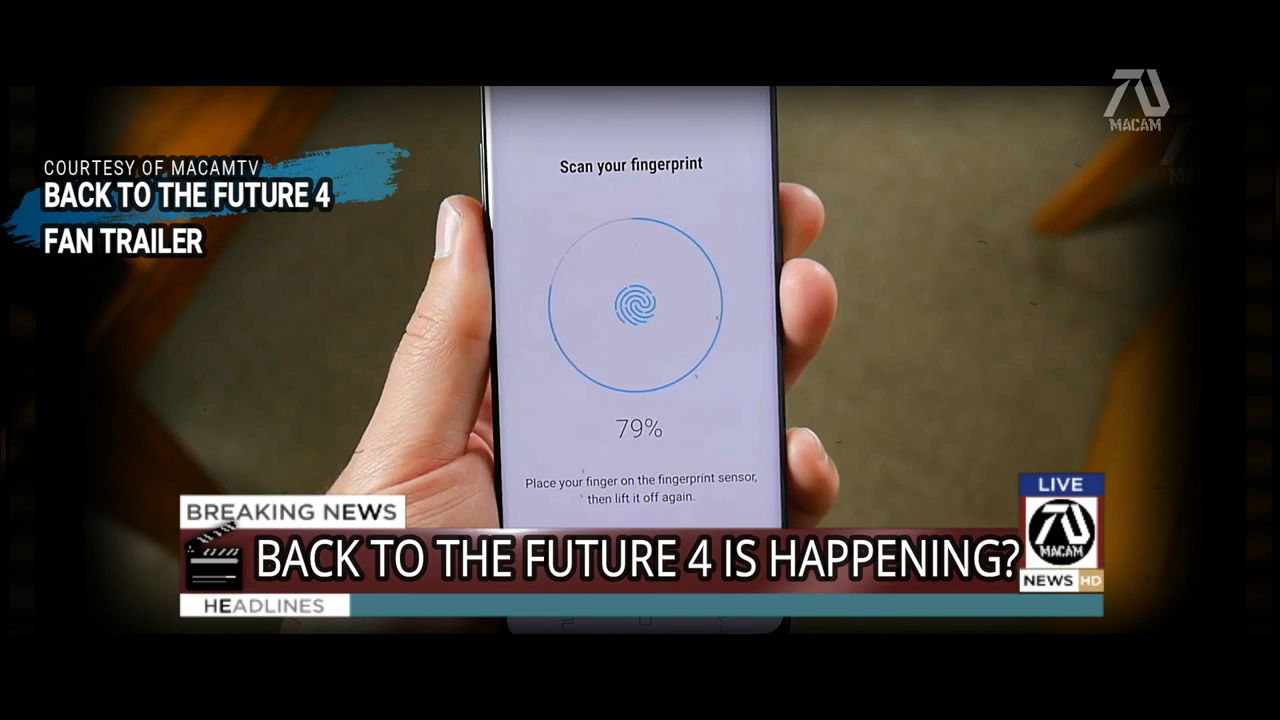 MACAM
COURTESY OF MACAMTV
BACK TO THE FUTURE 4
FAN TRAILER
Scan your fingerprint
79%
Place your finger on the fingerprint sensor,
then lift it off again.
BREAKING NEWS
BACK TO THE FUTURE 4 IS HAPPENING?
LIVE
MACAM
NEWS HD
HEADLINES